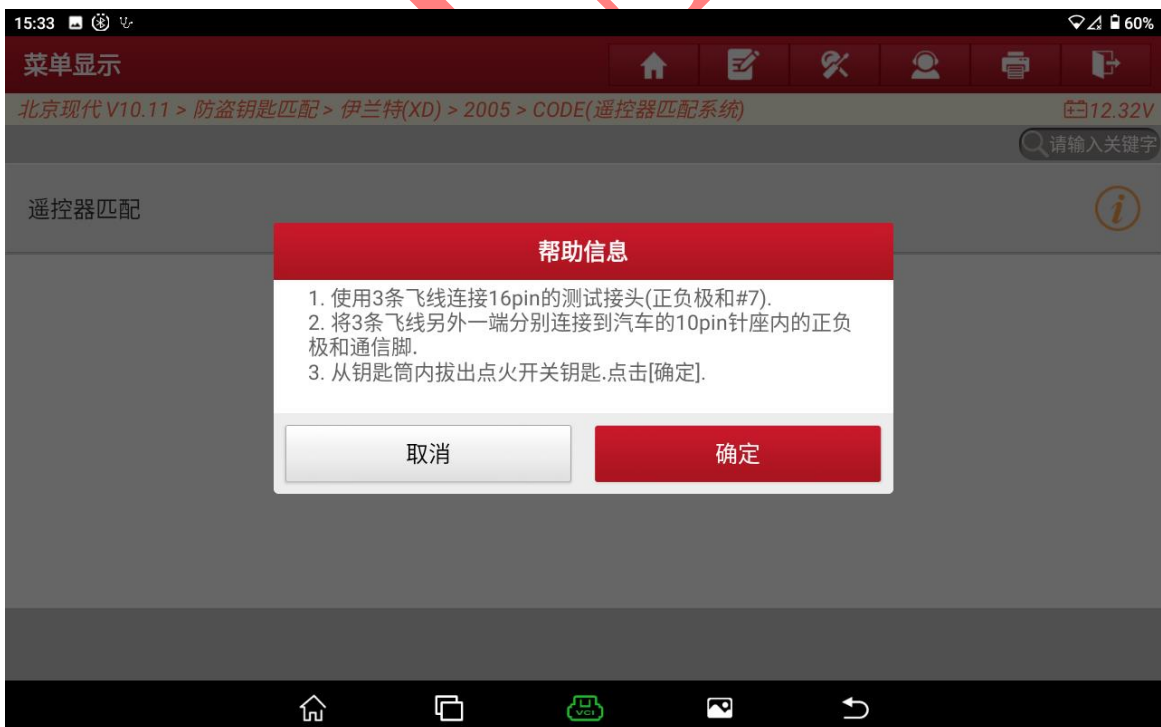 15:33
60%
菜单显示
北京现代 V10.11 > 防盗钥匙匹配 > 伊兰特(XD) > 2005 > CODE(遥控器匹配系统)
12.32V
请输入关键字
遥控器匹配
i
帮助信息
1. 使用3条飞线连接16pin的测试接头(正负极和#7).
2. 将3条飞线另外一端分别连接到汽车的10pin针座内的正负
极和通信脚.
3. 从钥匙筒内拔出点火开关钥匙.点击[确定].
取消
确定
VCI